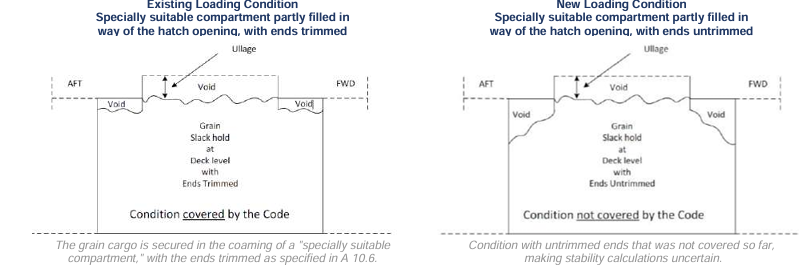 Existing Loading Condition
Specially suitable compartment partly filled in
way of the hatch opening, with ends trimmed
Ullage
AFT
FWD
Void
Void
Void
Grain
Slack hold
at
Deck level
with
Ends Trimmed
Condition covered by the Code
The grain cargo is secured in the coaming of a "specially suitable
compartment," with the ends trimmed as specified in A 10.6.
New Loading Condition
Specially suitable compartment partly filled in
way of the hatch opening, with ends untrimmed
Ullage
AFT
FWD
Void
Void
Void
Grain
Slack hold
at
Deck level
with
Ends Untrimmed
Condition not covered by the Code
Condition with untrimmed ends that was not covered so far,
making stability calculations uncertain.